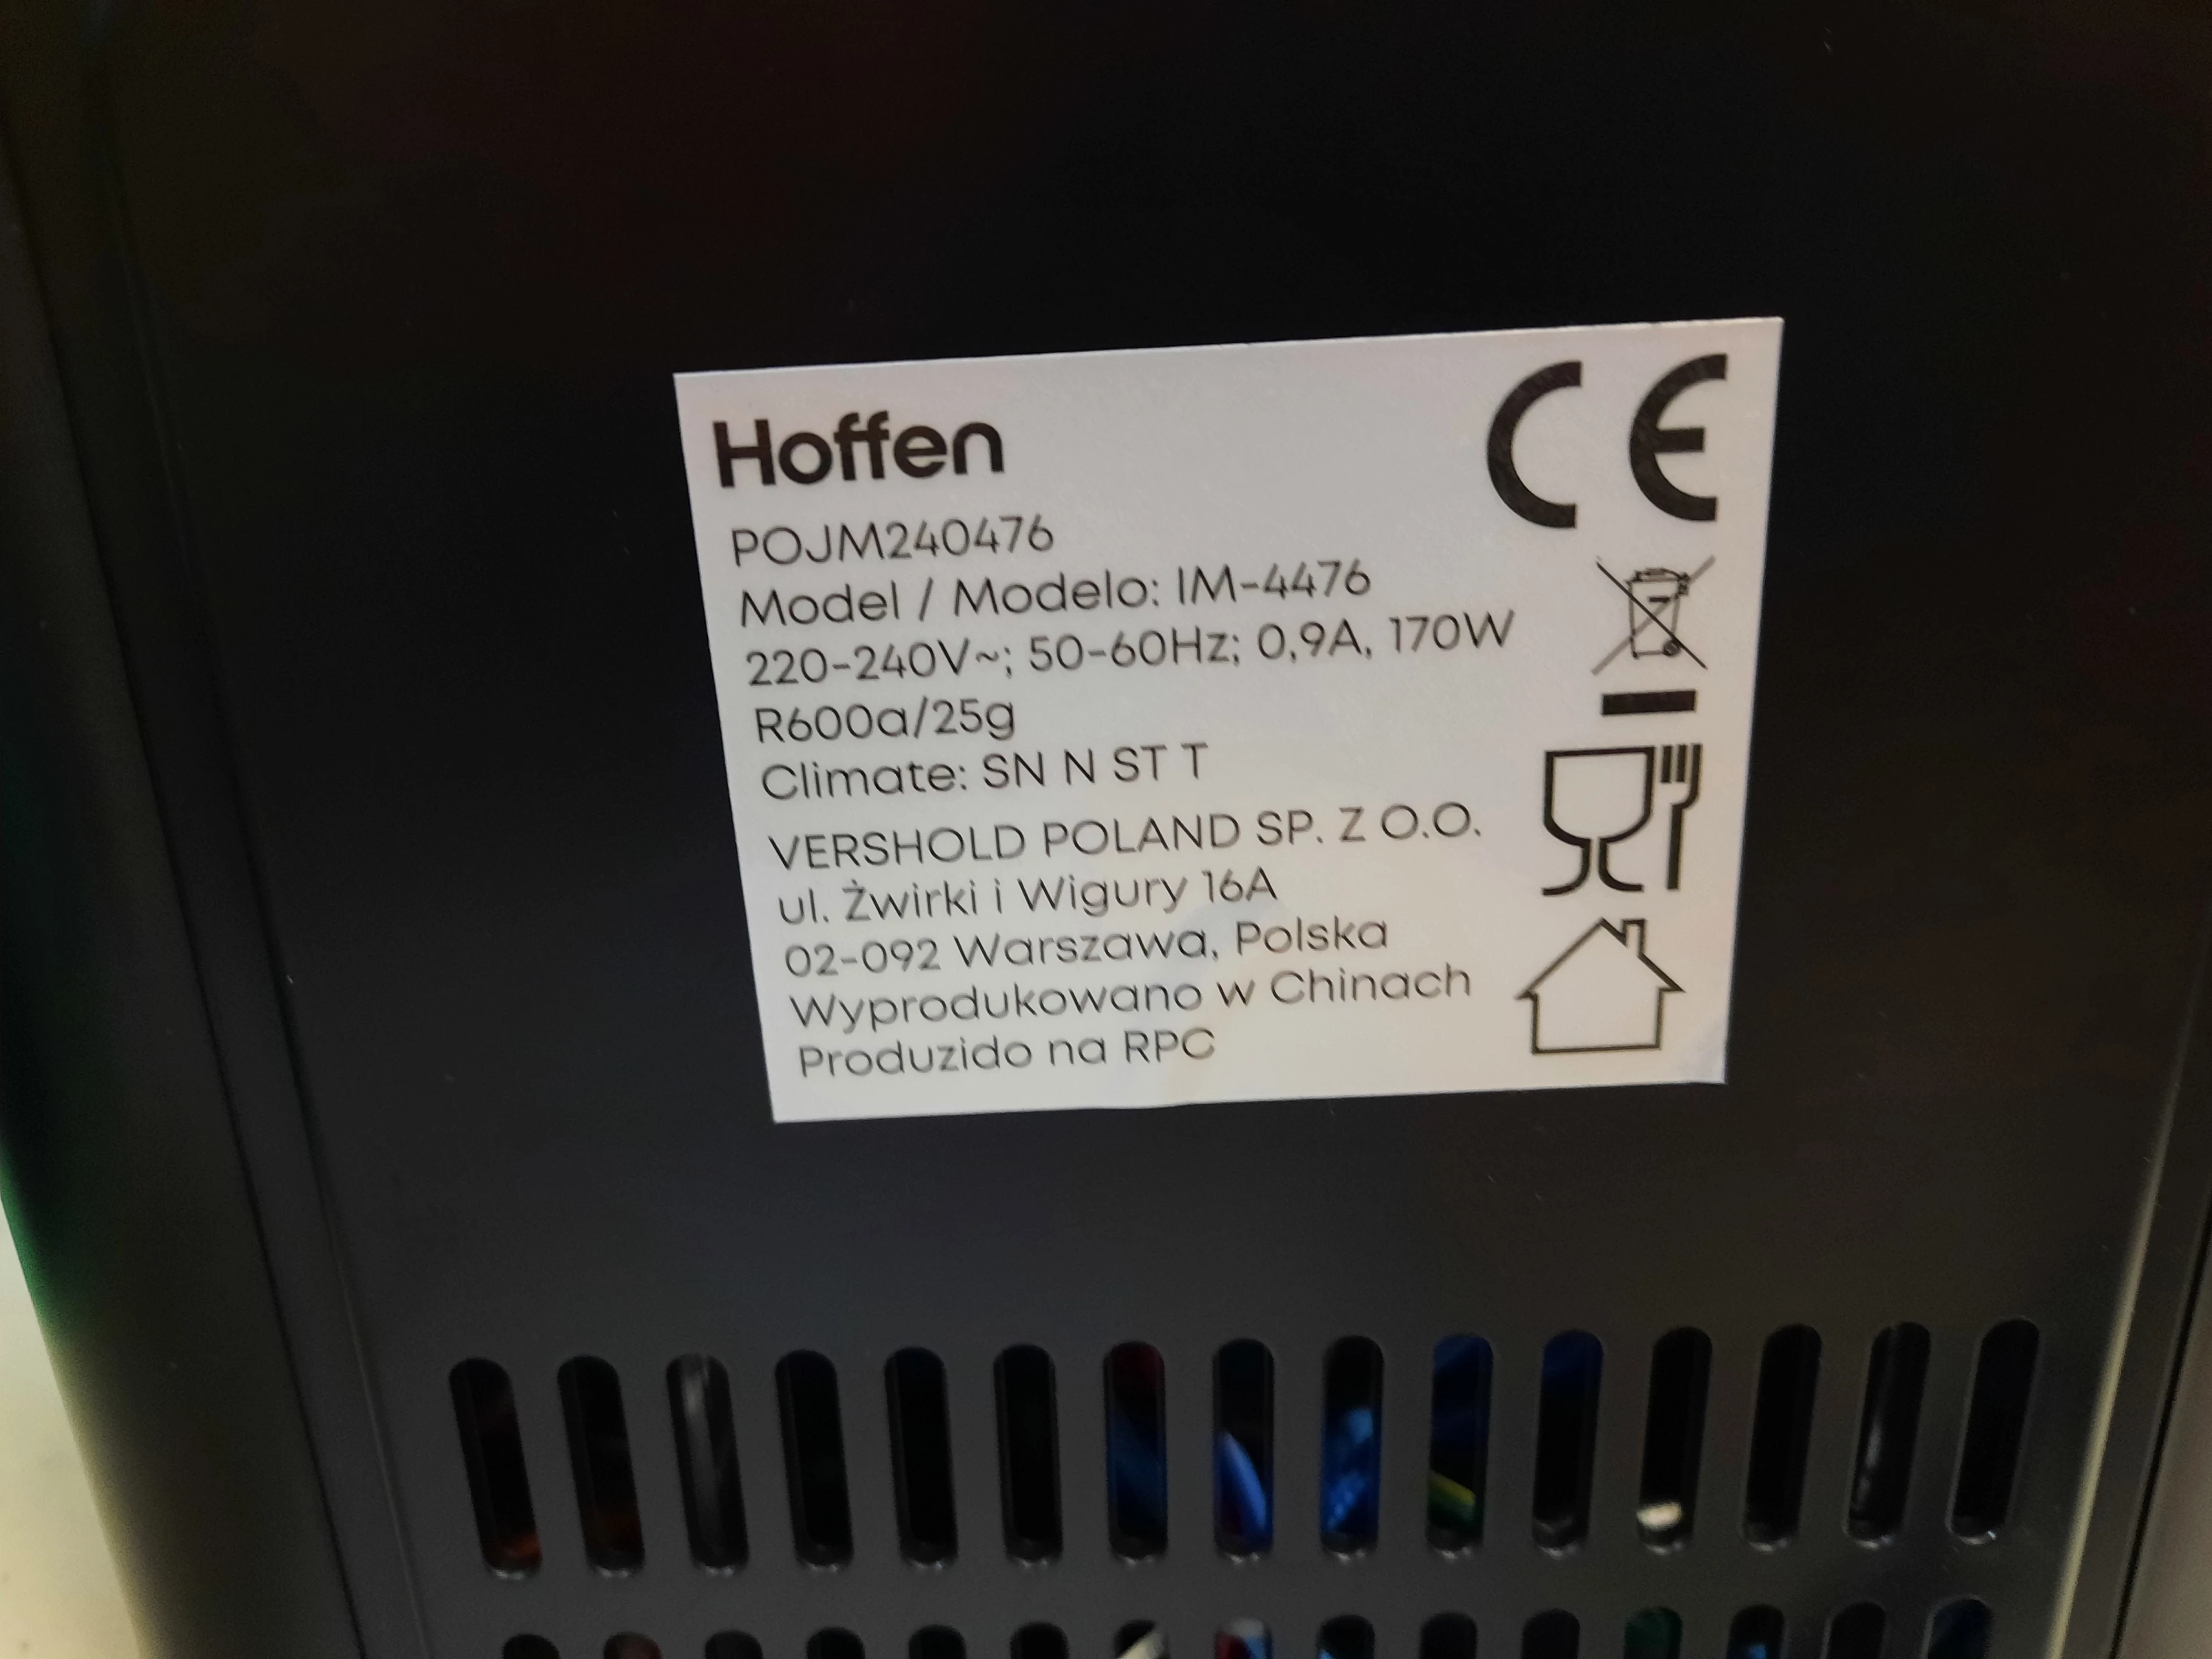 Hoffen
CE
POJM240476
Model / Modelo: IM-4476
220-240V~; 50-60Hz; 0,9A, 170W
R600a/25g
Climate: SN N ST T
VERSHOLD POLAND SP. Z O.O.
ul. Żwirki i Wigury 16A
02-092 Warszawa, Polska
Wyprodukowano w Chinach
Produzido na RPC